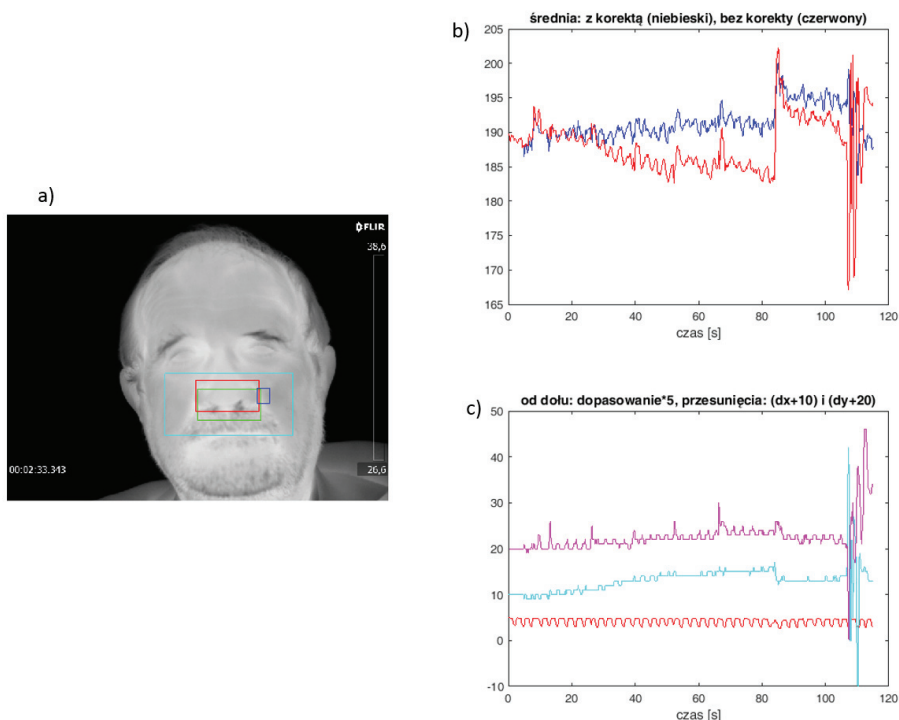 a)
FLIR
38,6
26,6
00:02:33.343
b)
średnia: z korektą (niebieski), bez korekty (czerwony)
205
200
195
190
185
180
175
170
165
0 20 40 60 80 100 120
czas [s]
c)
od dołu: dopasowanie*5, przesunięcia: (dx+10) i (dy+20)
50
40
30
20
10
0
-10
0 20 40 60 80 100 120
czas [s]